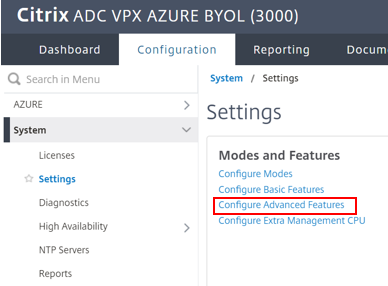 Citrix ADC VPX AZURE BYOL (3000)
Dashboard Configuration Reporting Docum
Search in Menu
AZURE
System
Licenses
Settings
Diagnostics
High Availability
NTP Servers
Reports
System / Settings
Settings
Modes and Features
Configure Modes
Configure Basic Features
Configure Advanced Features
Configure Extra Management CPU